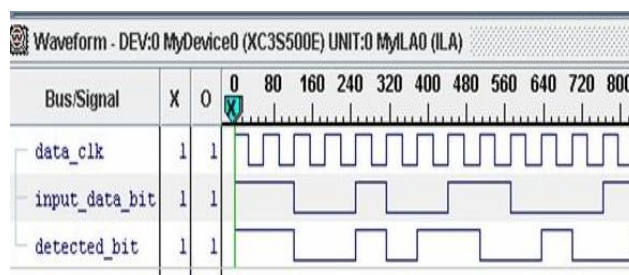 Waveform - DEV:0 MyDevice0 (XC3S500E) UNIT:0 MyILA0 (ILA)
Bus/Signal X O 0 80 160 240 320 400 480 560 640 720 800
X
data_clk 1 1
input_data_bit 1 1
detected_bit 1 1